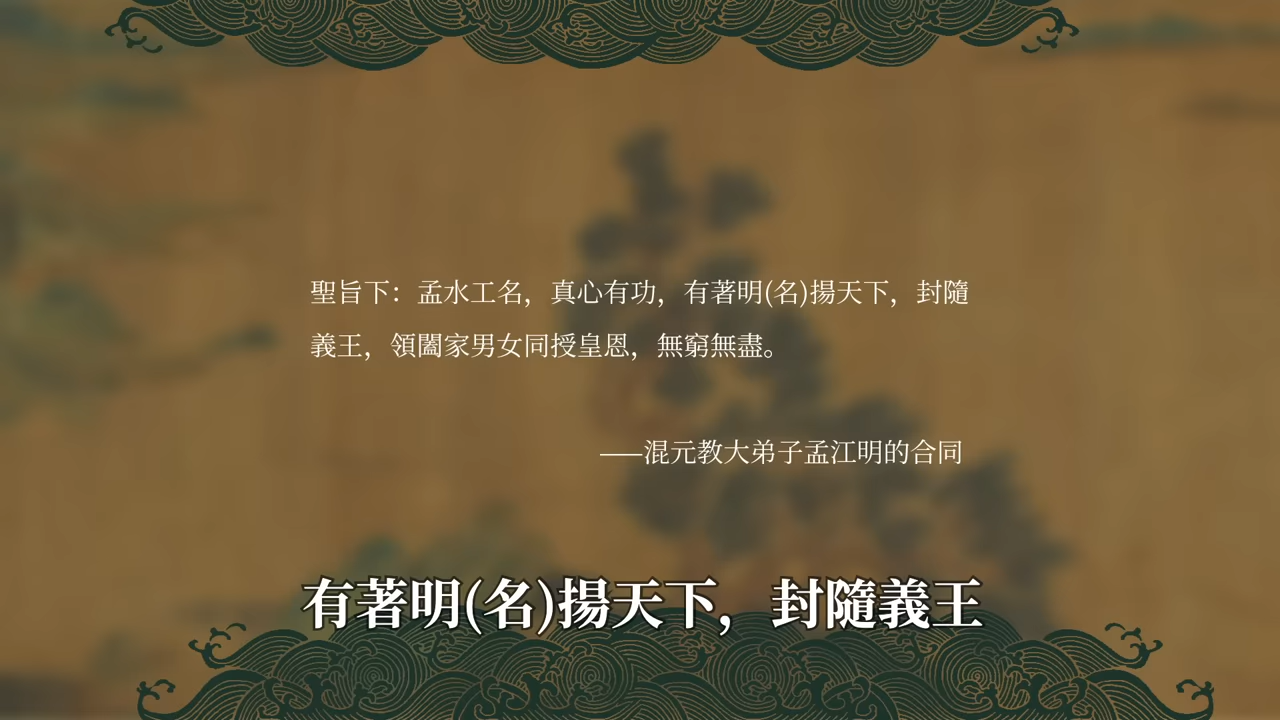 聖旨下：孟水工名，真心有功，有著明(名)揚天下，封隨
義王，領闔家男女同授皇恩，無窮無盡。
——混元教大弟子孟江明的合同
有著明(名)揚天下，封隨義王